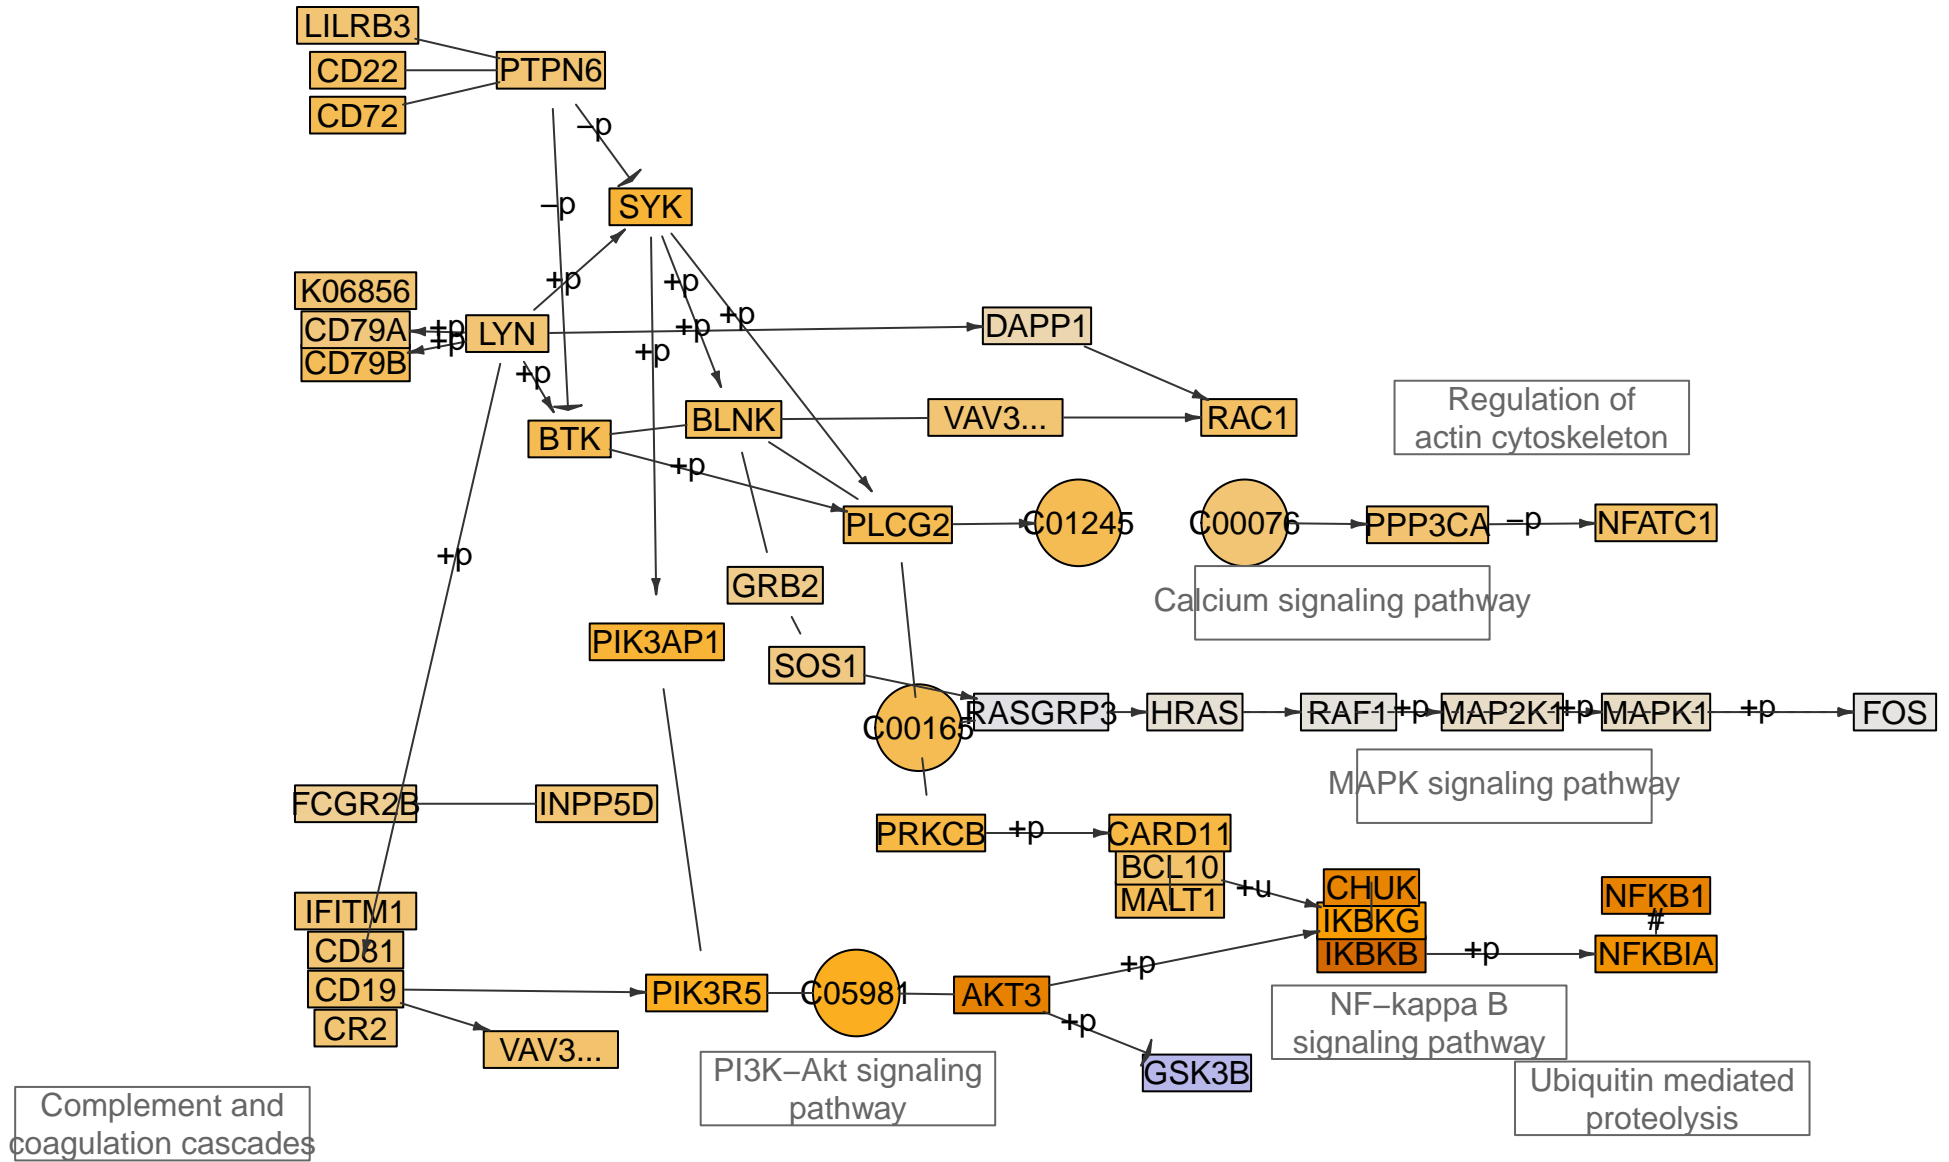 LILRB3
CD22
PTPN6
CD72
–p
SYK
–p
+p
+p
K06856
+p
CD79A
+p
LYN
+p
+p
DAPP1
CD79B
+p
+p
+p
Regulation of
actin cytoskeleton
BTK
BLNK
VAV3...
RAC1
+p
PLCG2
C01245
C00076
PPP3CA
–p
NFATC1
+p
GRB2
Calcium signaling pathway
PIK3AP1
SOS1
C00165
RASGRP3
HRAS
RAF1
+p
MAP2K1
+p
MAPK1
+p
FOS
MAPK signaling pathway
FCGR2B
INPP5D
PRKCB
+p
CARD11
BCL10
MALT1
+u
CHUK
IKBKG
IKBKB
NFKB1
#
+p
NFKBIA
IFITM1
CD81
CD19
CR2
VAV3...
PIK3R5
C05981
AKT3
+p
+p
GSK3B
NF–kappa B
signaling pathway
PI3K–Akt signaling
pathway
Ubiquitin mediated
proteolysis
Complement and
coagulation cascades